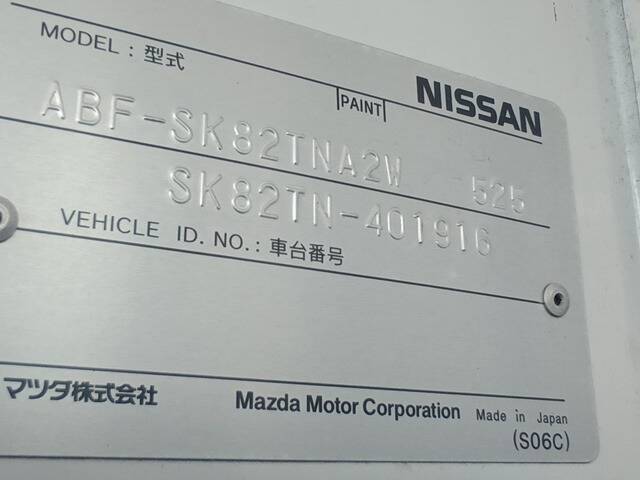 MODEL : 型式
PAINT NISSAN
ABF-SK82TNA2W 525
SK82TN-401916
VEHICLE ID. NO. : 車台番号
マツダ株式会社 Mazda Motor Corporation Made in Japan
(S06C)